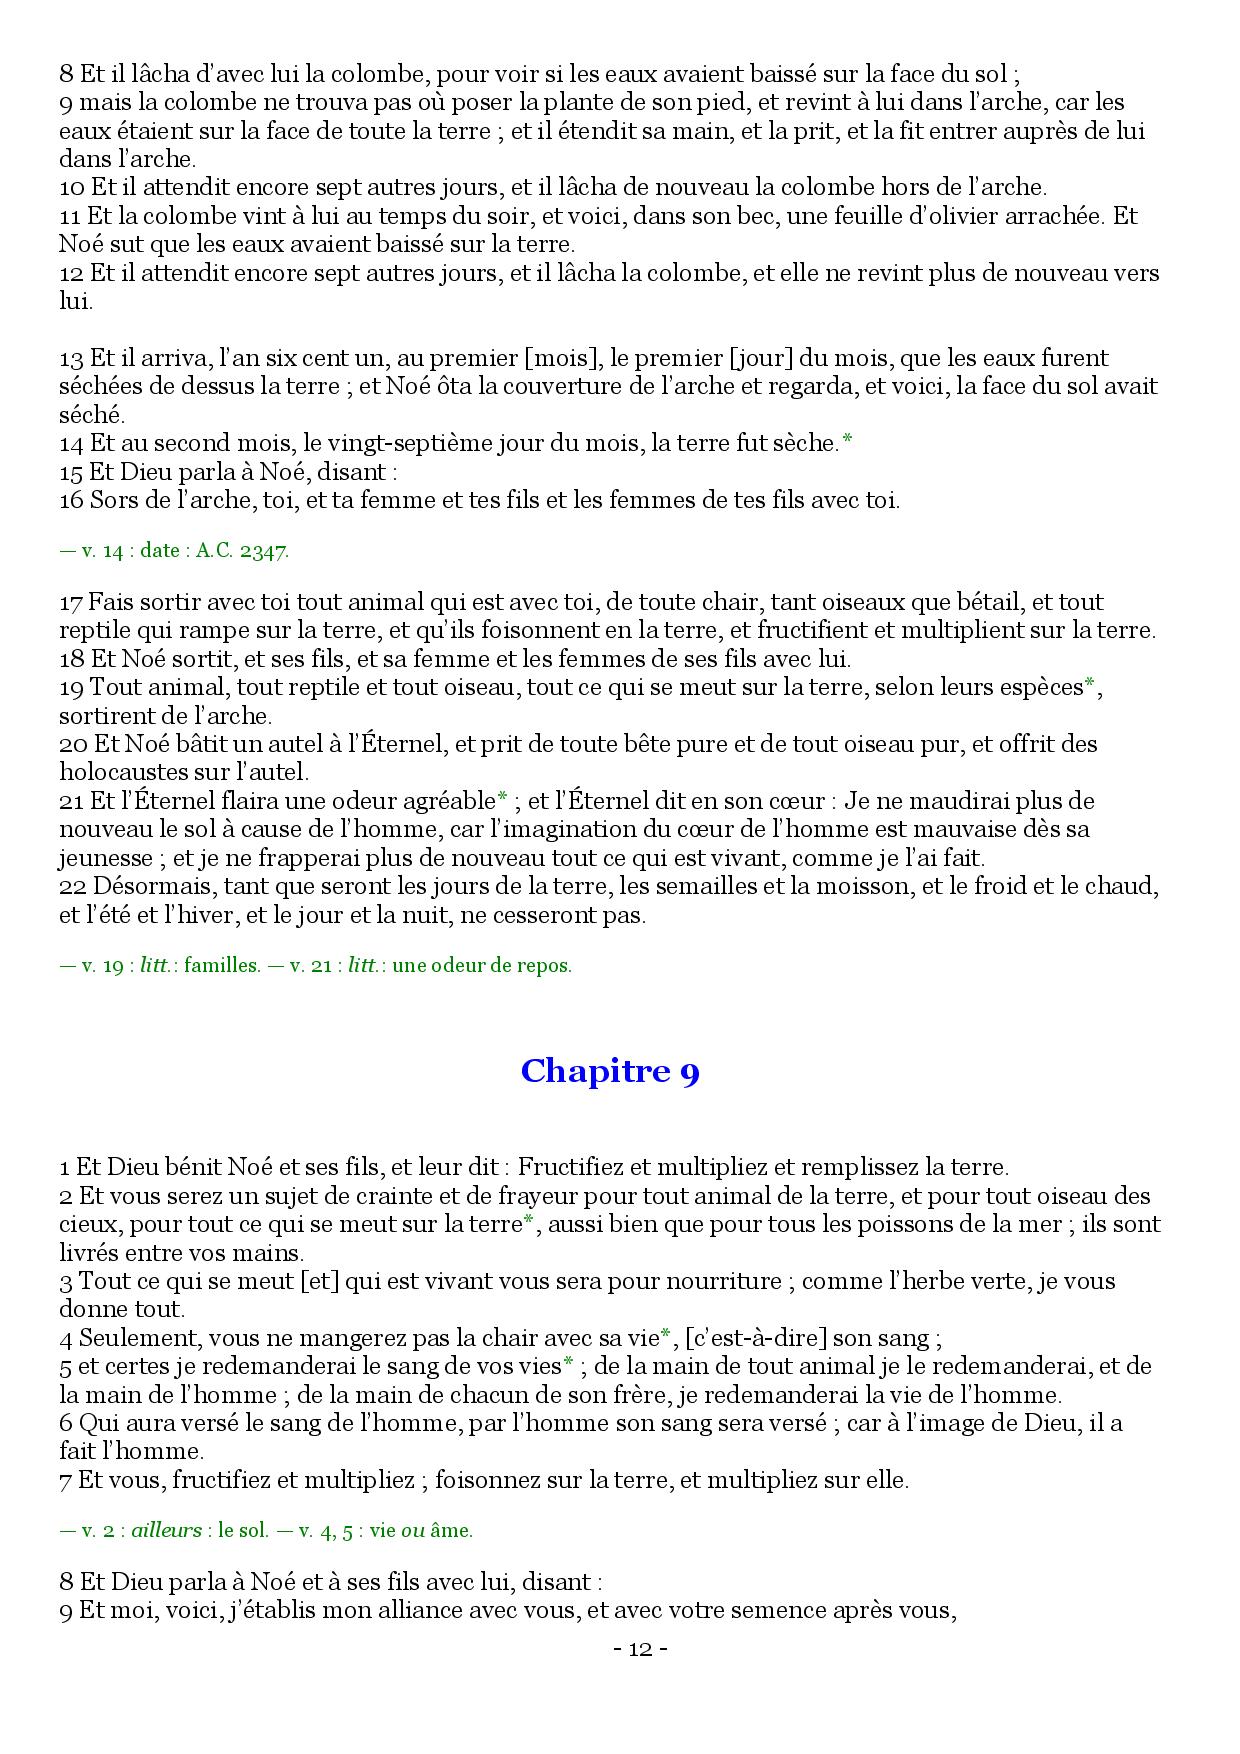 8 Et il lâcha d’avec lui la colombe, pour voir si les eaux avaient baissé sur la face du sol ;
9 mais la colombe ne trouva pas où poser la plante de son pied, et revint à lui dans l’arche, car les
eaux étaient sur la face de toute la terre ; et il étendit sa main, et la prit, et la fit entrer auprès de lui
dans l’arche.
10 Et il attendit encore sept autres jours, et il lâcha de nouveau la colombe hors de l’arche.
11 Et la colombe vint à lui au temps du soir, et voici, dans son bec, une feuille d’olivier arrachée. Et
Noé sut que les eaux avaient baissé sur la terre.
12 Et il attendit encore sept autres jours, et il lâcha la colombe, et elle ne revint plus de nouveau vers
lui.
13 Et il arriva, l’an six cent un, au premier [mois], le premier [jour] du mois, que les eaux furent
séchées de dessus la terre ; et Noé ôta la couverture de l’arche et regarda, et voici, la face du sol avait
séché.
14 Et au second mois, le vingt-septième jour du mois, la terre fut sèche.*
15 Et Dieu parla à Noé, disant :
16 Sors de l’arche, toi, et ta femme et tes fils et les femmes de tes fils avec toi.
— v. 14 : date : A.C. 2347.
17 Fais sortir avec toi tout animal qui est avec toi, de toute chair, tant oiseaux que bétail, et tout
reptile qui rampe sur la terre, et qu’ils foisonnent en la terre, et fructifient et multiplient sur la terre.
18 Et Noé sortit, et ses fils, et sa femme et les femmes de ses fils avec lui.
19 Tout animal, tout reptile et tout oiseau, tout ce qui se meut sur la terre, selon leurs espèces*,
sortirent de l’arche.
20 Et Noé bâtit un autel à l’Éternel, et prit de toute bête pure et de tout oiseau pur, et offrit des
holocaustes sur l’autel.
21 Et l’Éternel flaira une odeur agréable* ; et l’Éternel dit en son cœur : Je ne maudirai plus de
nouveau le sol à cause de l’homme, car l’imagination du cœur de l’homme est mauvaise dès sa
jeunesse ; et je ne frapperai plus de nouveau tout ce qui est vivant, comme je l’ai fait.
22 Désormais, tant que seront les jours de la terre, les semailles et la moisson, et le froid et le chaud,
et l’été et l’hiver, et le jour et la nuit, ne cesseront pas.
— v. 19 : litt.: familles. — v. 21 : litt.: une odeur de repos.
Chapitre 9
1 Et Dieu bénit Noé et ses fils, et leur dit : Fructifiez et multipliez et remplissez la terre.
2 Et vous serez un sujet de crainte et de frayeur pour tout animal de la terre, et pour tout oiseau des
cieux, pour tout ce qui se meut sur la terre*, aussi bien que pour tous les poissons de la mer ; ils sont
livrés entre vos mains.
3 Tout ce qui se meut [et] qui est vivant vous sera pour nourriture ; comme l’herbe verte, je vous
donne tout.
4 Seulement, vous ne mangerez pas la chair avec sa vie*, [c’est-à-dire] son sang ;
5 et certes je redemanderai le sang de vos vies* ; de la main de tout animal je le redemanderai, et de
la main de l’homme ; de la main de chacun de son frère, je redemanderai la vie de l’homme.
6 Qui aura versé le sang de l’homme, par l’homme son sang sera versé ; car à l’image de Dieu, il a
fait l’homme.
7 Et vous, fructifiez et multipliez ; foisonnez sur la terre, et multipliez sur elle.
— v. 2 : ailleurs : le sol. — v. 4, 5 : vie ou âme.
8 Et Dieu parla à Noé et à ses fils avec lui, disant :
9 Et moi, voici, j’établis mon alliance avec vous, et avec votre semence après vous,
- 12 -